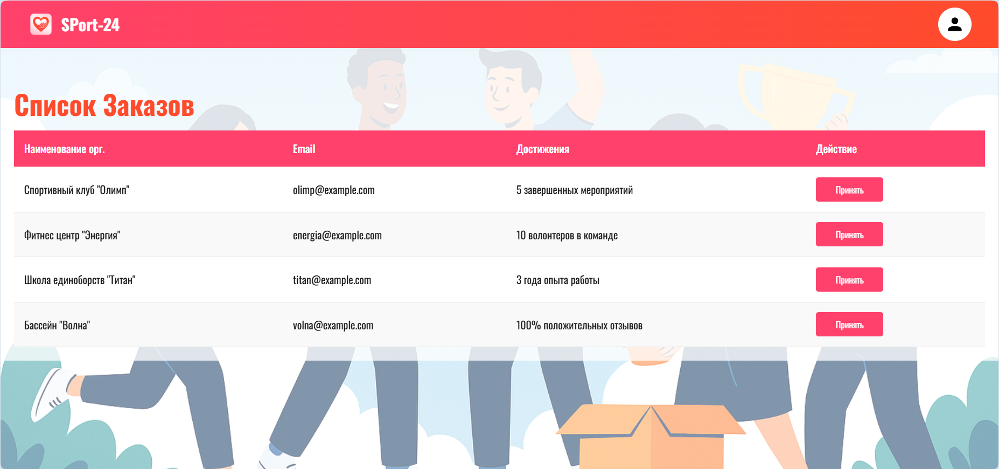 SPort-24
Список Заказов
Наименование орг. Email Достижения Действие
Спортивный клуб "Олимп" olimp@example.com 5 завершенных мероприятий Принять
Фитнес центр "Энергия" energia@example.com 10 волонтеров в команде Принять
Школа единоборств "Титан" titan@example.com 3 года опыта работы Принять
Бассейн "Волна" volna@example.com 100% положительных отзывов Принять